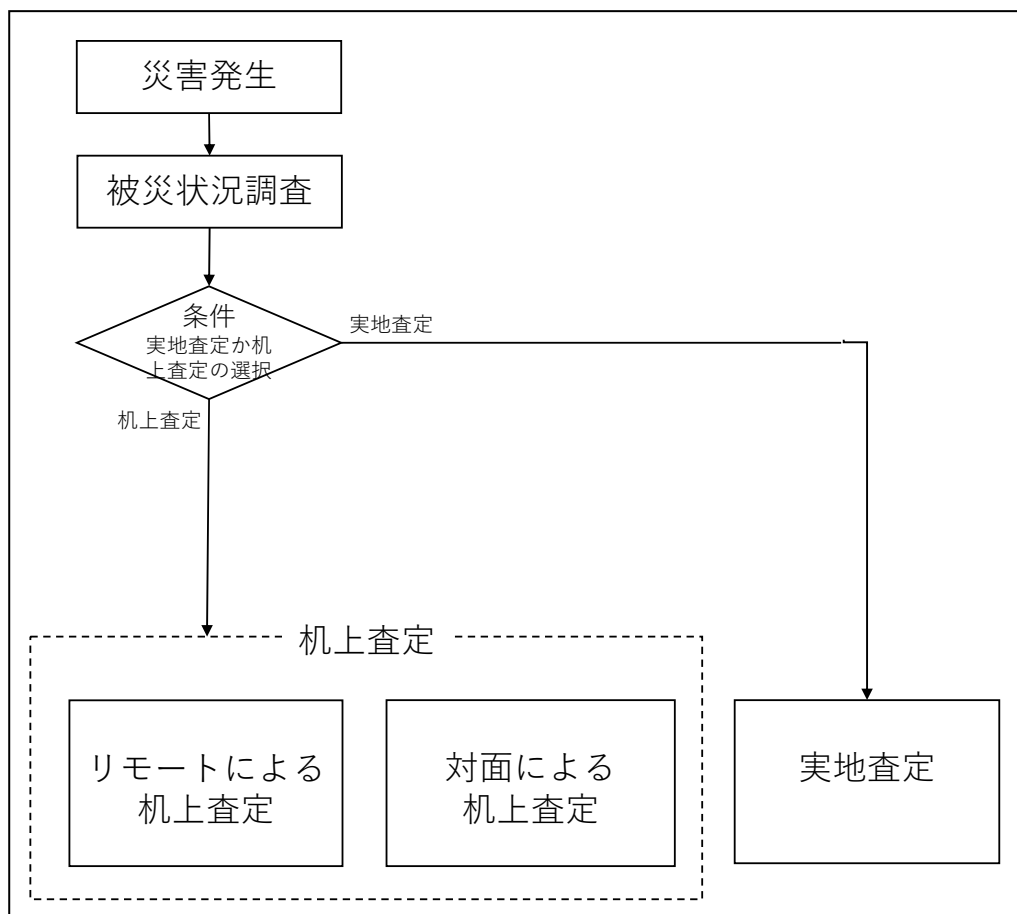 災害発生
被災状況調査
条件
実地査定か机
上査定の選択
実地査定
机上査定
机上査定
リモートによる
机上査定
対面による
机上査定
実地査定